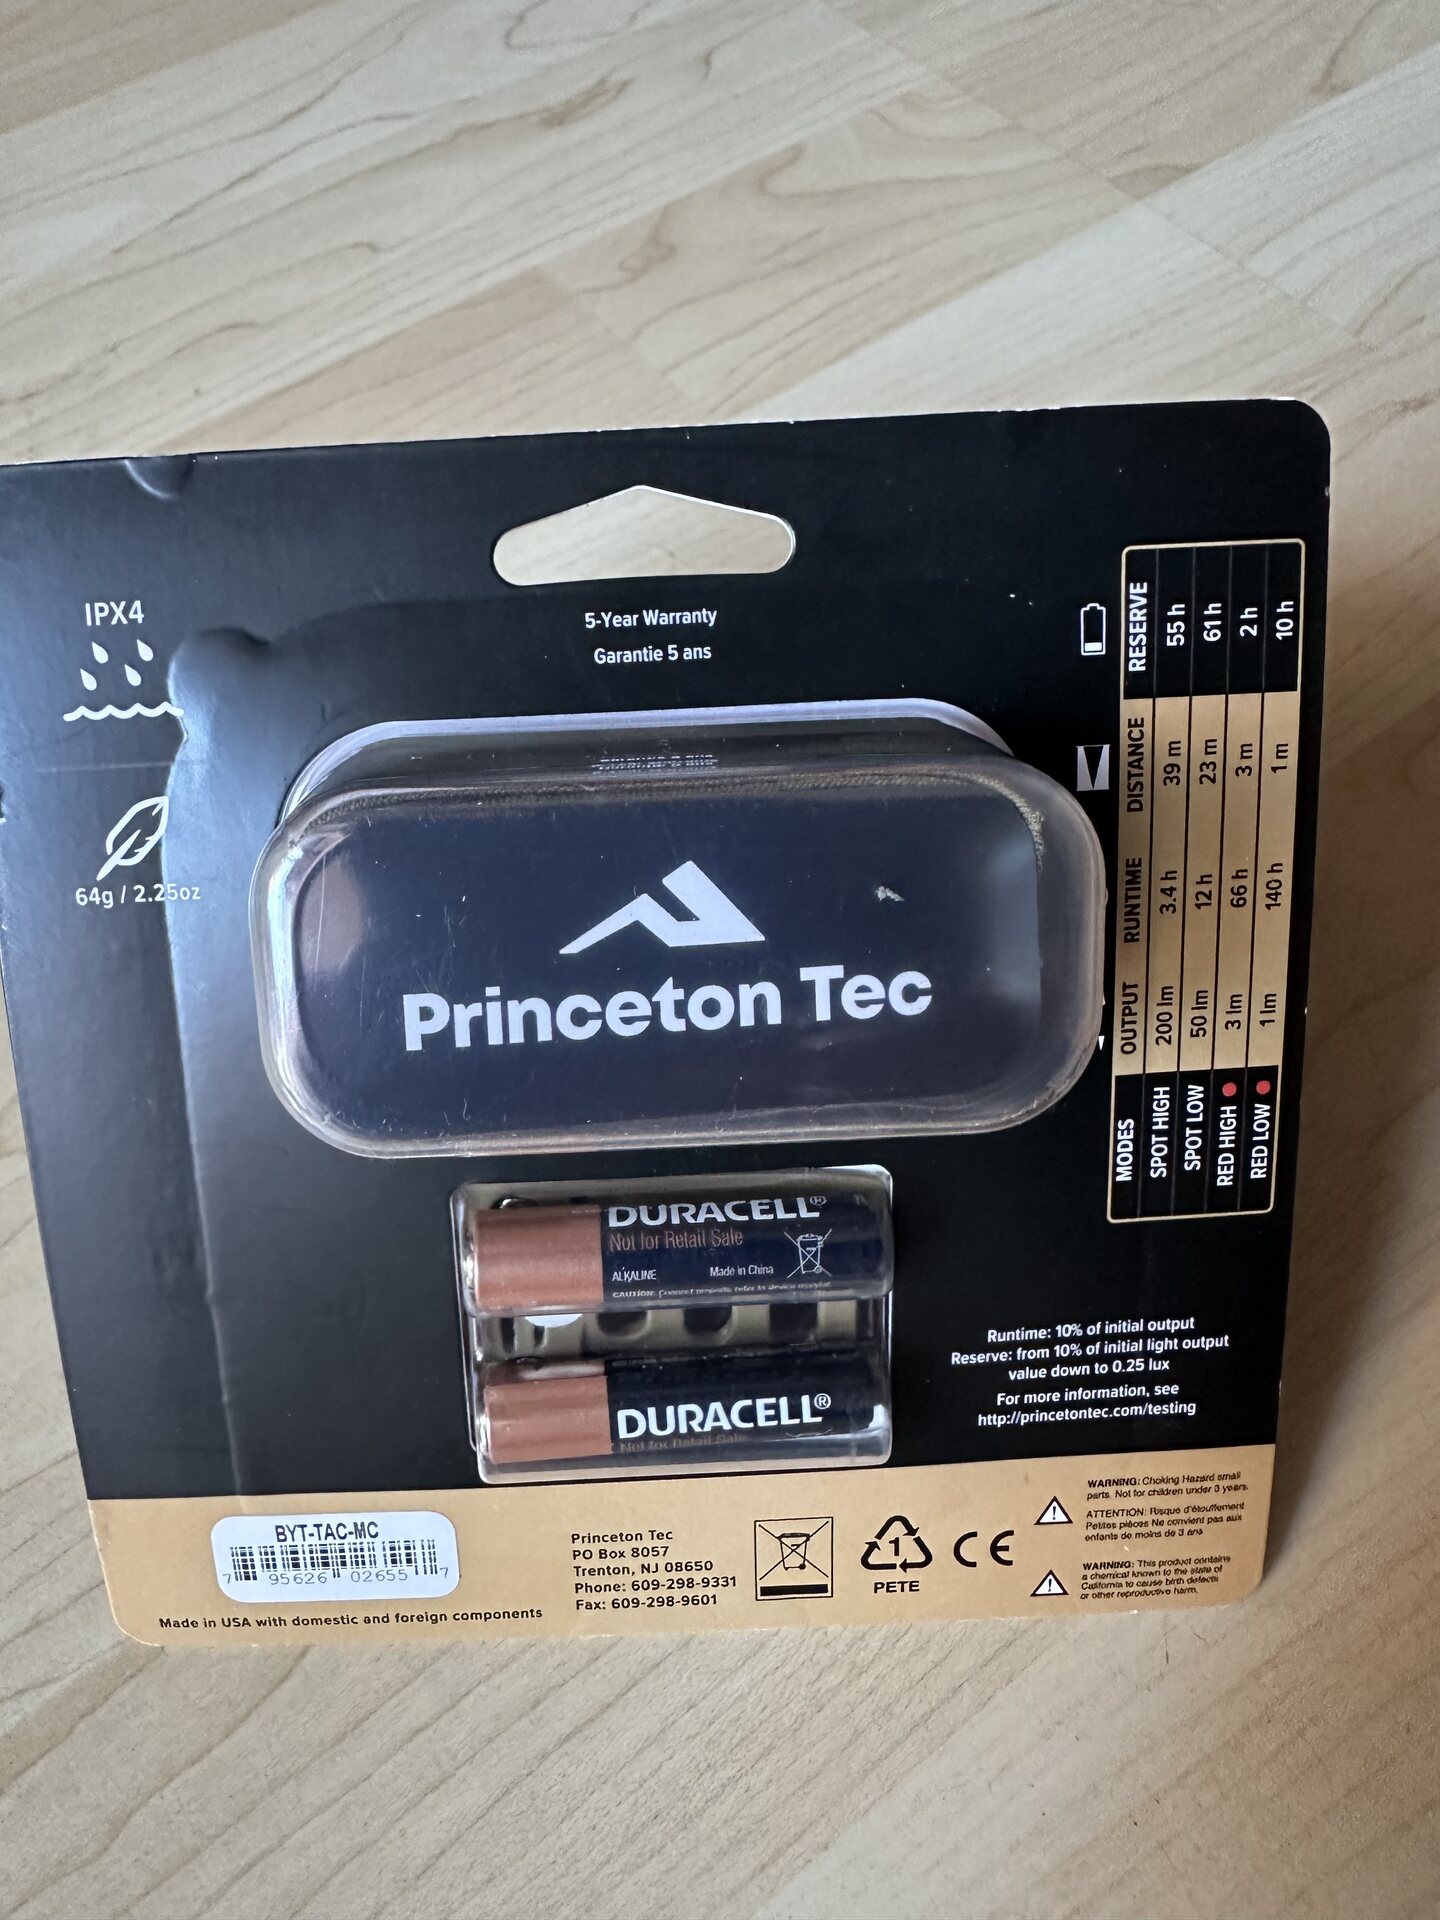 IPX4
5-Year Warranty
Garantie 5 ans
64g / 2.25oz
Princeton Tec
MODES OUTPUT RUNTIME DISTANCE RESERVE
SPOT HIGH 200 lm 3.4 h 39 m 55 h
SPOT LOW 50 lm 12 h 23 m 61 h
RED HIGH 3 lm 66 h 3 m 2 h
RED LOW 1 lm 140 h 1 m 10 h
DURACELL®
Not for Retail Sale
ALKALINE Made in China
CAUTION:
DURACELL®
Not for Retail Sale
Runtime: 10% of initial output
Reserve: from 10% of initial light output
value down to 0.25 lux
For more information, see
http://princetontec.com/testing
BYT-TAC-MC
7 95626 02655 7
Made in USA with domestic and foreign components
Princeton Tec
PO Box 8057
Trenton, NJ 08650
Phone: 609-298-9331
Fax: 609-298-9601
1
PETE
CE
WARNING: Choking Hazard small
parts. Not for children under 3 years.
ATTENTION: Risque d'étouffement
Petites pièces Ne convient pas aux
enfants de moins de 3 ans
WARNING: This product contains
a chemical known to the state of
California to cause birth defects
or other reproductive harm.